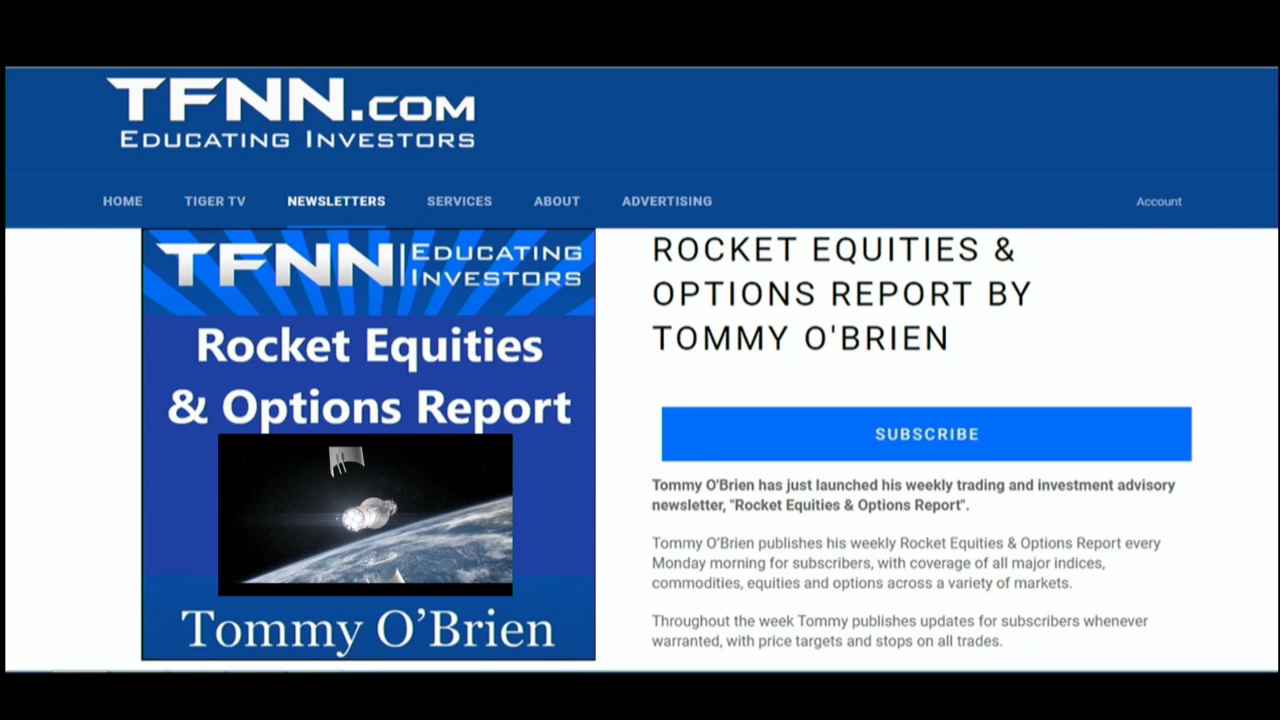 TFNN.COM
EDUCATING INVESTORS
HOME TIGER TV NEWSLETTERS SERVICES ABOUT ADVERTISING Account
TFNN | EDUCATING
INVESTORS
Rocket Equities
& Options Report
Tommy O’Brien
ROCKET EQUITIES &
OPTIONS REPORT BY
TOMMY O'BRIEN
SUBSCRIBE
Tommy O'Brien has just launched his weekly trading and investment advisory
newsletter, "Rocket Equities & Options Report".
Tommy O’Brien publishes his weekly Rocket Equities & Options Report every
Monday morning for subscribers, with coverage of all major indices,
commodities, equities and options across a variety of markets.
Throughout the week Tommy publishes updates for subscribers whenever
warranted, with price targets and stops on all trades.